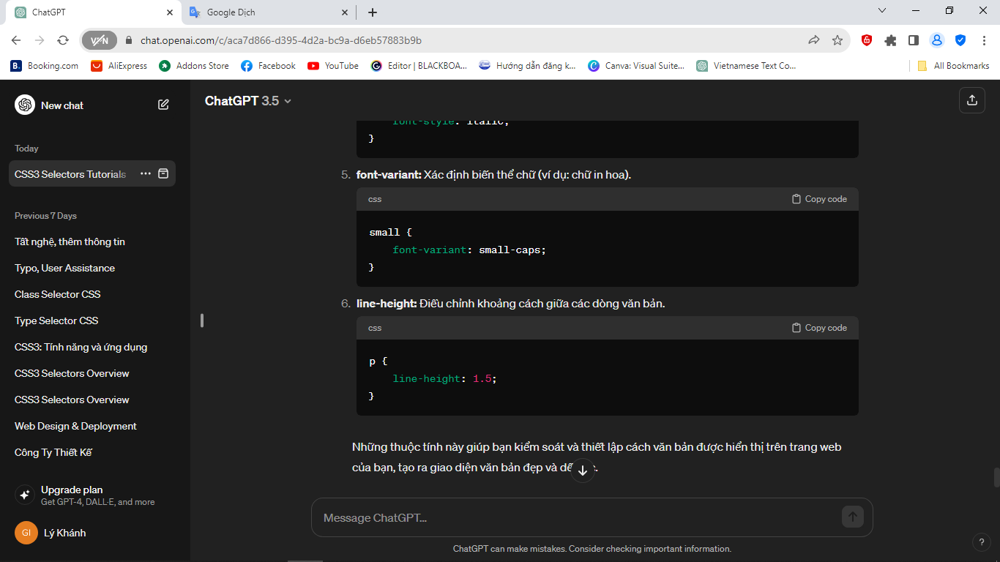 ChatGPT
Google Dịch
VPN
chat.openai.com/c/aca7d866-d395-4d2a-bc9a-d6eb57883b9b
B. Booking.com
AliExpress
Addons Store
Facebook
YouTube
Editor | BLACKBOA...
Hướng dẫn đăng k...
Canva: Visual Suite...
Vietnamese Text Co...
All Bookmarks
New chat
Today
CSS3 Selectors Tutorials
Previous 7 Days
Tất nghệ, thêm thông tin
Typo, User Assistance
Class Selector CSS
Type Selector CSS
CSS3: Tính năng và ứng dụng
CSS3 Selectors Overview
CSS3 Selectors Overview
Web Design & Deployment
Công Ty Thiết Kế
Upgrade plan
Get GPT-4, DALL·E, and more
GI Lý Khánh
ChatGPT 3.5
font-style: italic;
}
5. font-variant: Xác định biến thể chữ (ví dụ: chữ in hoa).
css Copy code
small {
font-variant: small-caps;
}
6. line-height: Điều chỉnh khoảng cách giữa các dòng văn bản.
css Copy code
p {
line-height: 1.5;
}
Những thuộc tính này giúp bạn kiểm soát và thiết lập cách văn bản được hiển thị trên trang web
của bạn, tạo ra giao diện văn bản đẹp và
Message ChatGPT...
ChatGPT can make mistakes. Consider checking important information.
?